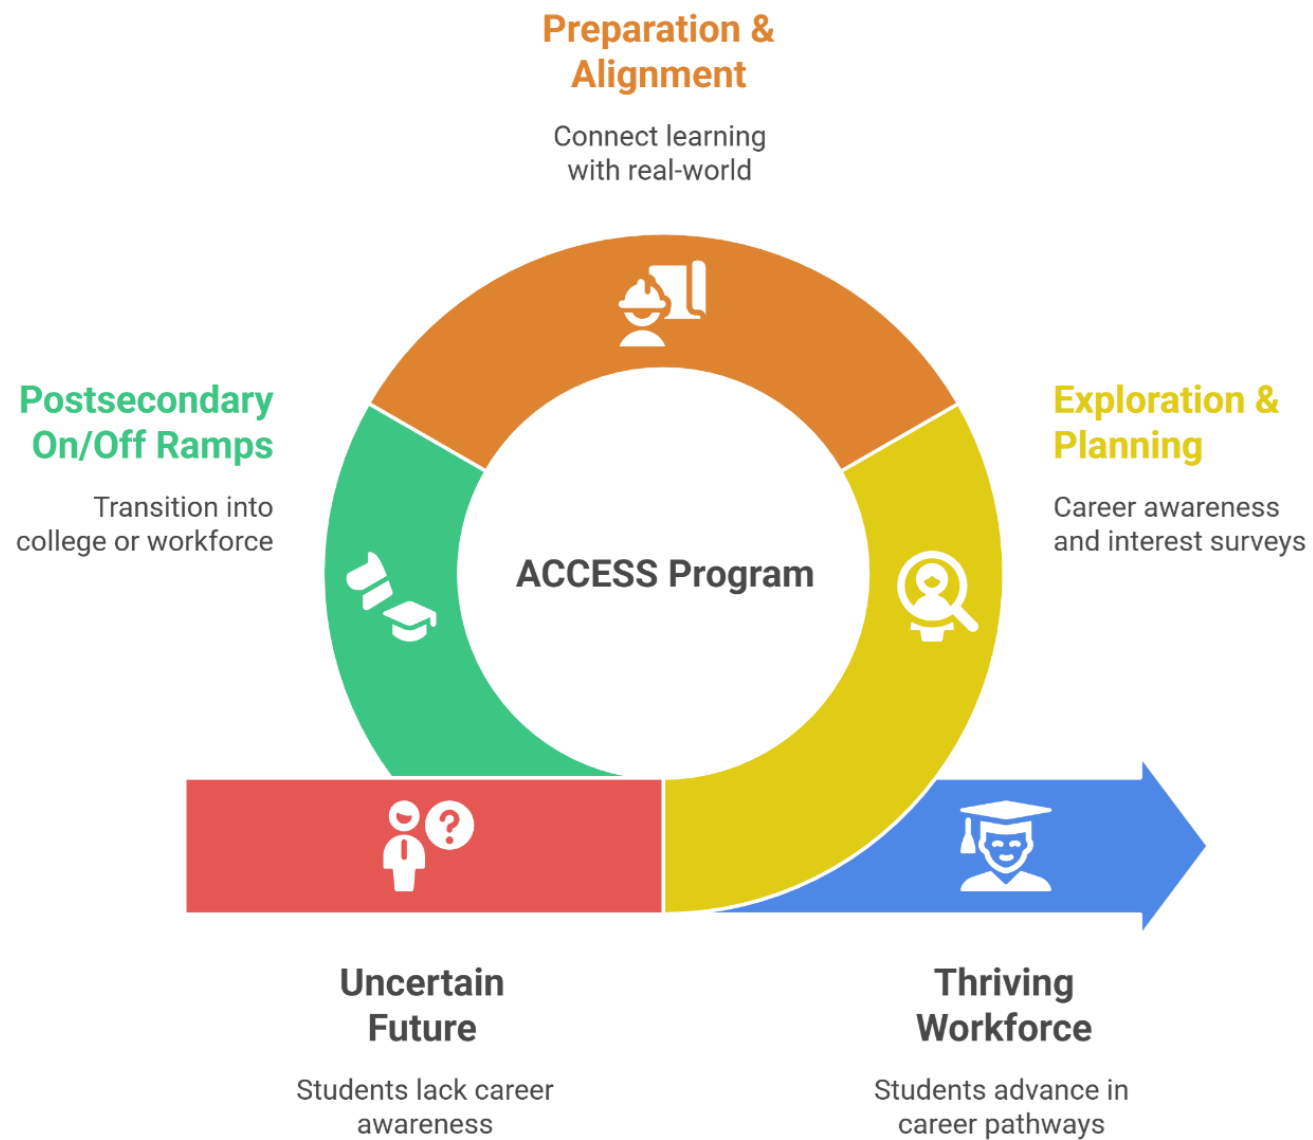 Preparation &
Alignment
Connect learning
with real-world
Postsecondary
On/Off Ramps
Transition into
college or workforce
Exploration &
Planning
Career awareness
and interest surveys
ACCESS Program
?
Uncertain
Future
Students lack career
awareness
Thriving
Workforce
Students advance in
career pathways